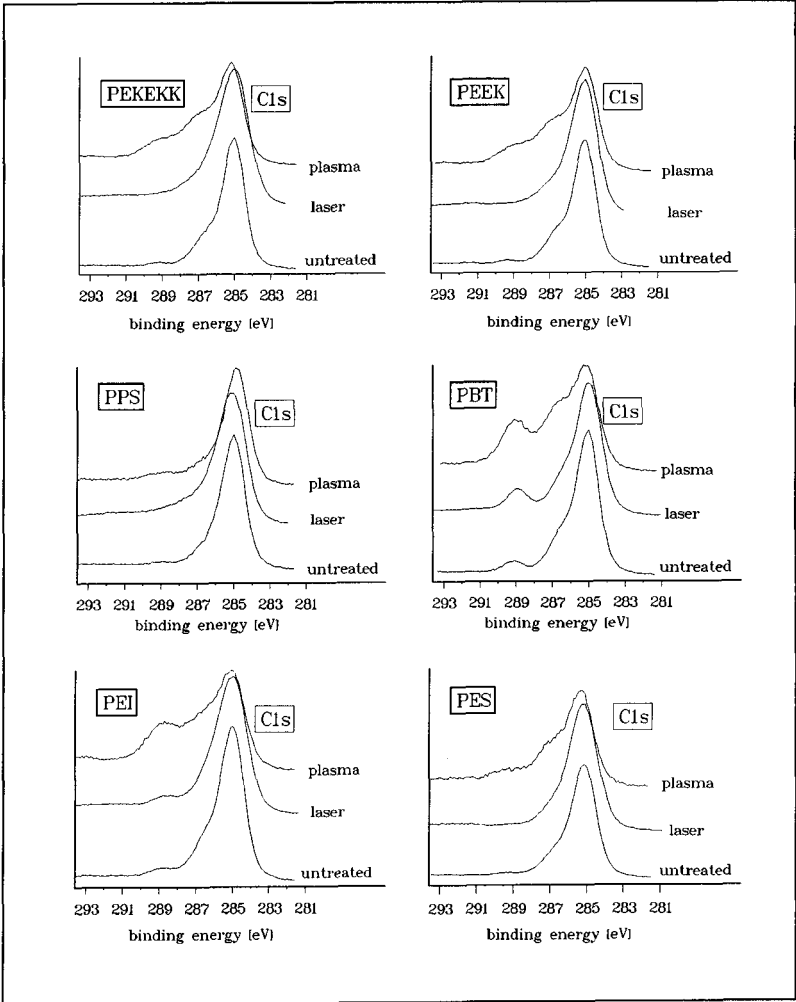 PEKEKK
C1s
plasma
laser
untreated
293 291 289 287 285 283 281
binding energy [eV]
PEEK
C1s
plasma
laser
untreated
293 291 289 287 285 283 281
binding energy [eV]
PPS
C1s
plasma
laser
untreated
293 291 289 287 285 283 281
binding energy [eV]
PBT
C1s
plasma
laser
untreated
293 291 289 287 285 283 281
binding energy [eV]
PEI
C1s
plasma
laser
untreated
293 291 289 287 285 283 281
binding energy [eV]
PES
C1s
plasma
laser
untreated
293 291 289 287 285 283 281
binding energy [eV]